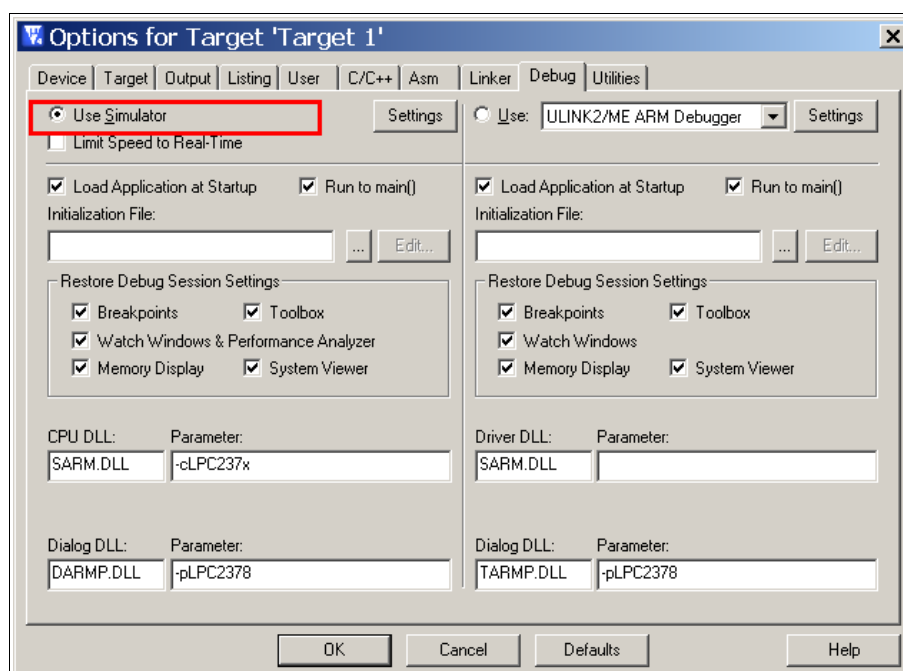 Options for Target 'Target 1'
Device Target Output Listing User C/C++ Asm Linker Debug Utilities
Use Simulator Settings Use: ULINK2/ME ARM Debugger Settings
Limit Speed to Real-Time
Load Application at Startup Run to main() Load Application at Startup Run to main()
Initialization File: Initialization File:
... Edit... ... Edit...
Restore Debug Session Settings Restore Debug Session Settings
Breakpoints Toolbox Breakpoints Toolbox
Watch Windows & Performance Analyzer Watch Windows
Memory Display System Viewer Memory Display System Viewer
CPU DLL: Parameter: Driver DLL: Parameter:
SARM.DLL -cLPC237x SARM.DLL
Dialog DLL: Parameter: Dialog DLL: Parameter:
DARMP.DLL -pLPC2378 TARMP.DLL -pLPC2378
OK Cancel Defaults Help